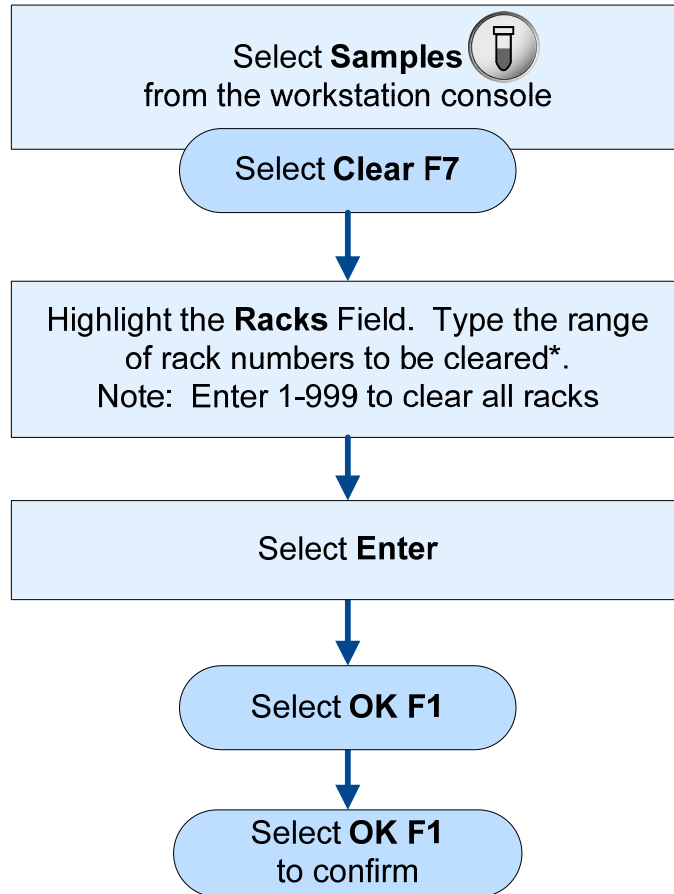 Select Samples
from the workstation console
Select Clear F7
Highlight the Racks Field. Type the range
of rack numbers to be cleared*.
Note: Enter 1-999 to clear all racks
Select Enter
Select OK F1
Select OK F1
to confirm